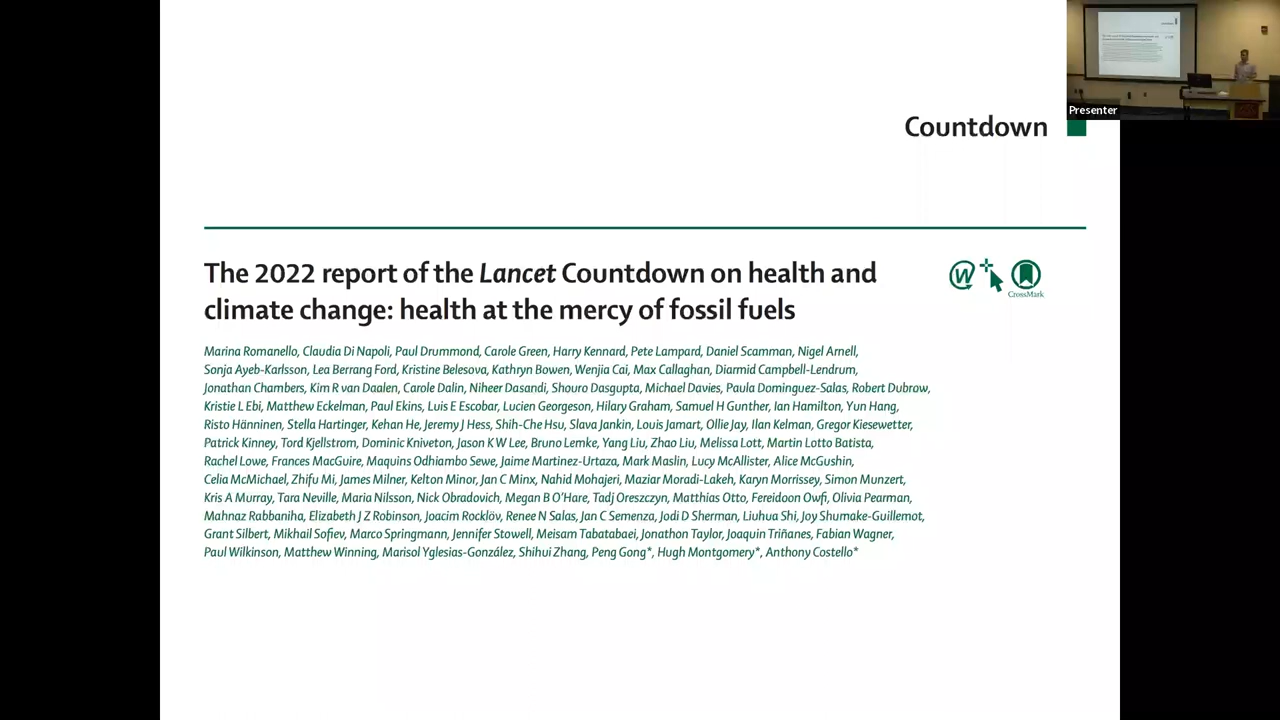 Presenter
Countdown
The 2022 report of the Lancet Countdown on health and
climate change: health at the mercy of fossil fuels
W
CrossMark
Marina Romanello, Claudia Di Napoli, Paul Drummond, Carole Green, Harry Kennard, Pete Lampard, Daniel Scamman, Nigel Arnell,
Sonja Ayeb-Karlsson, Lea Berrang Ford, Kristine Belesova, Kathryn Bowen, Wenjia Cai, Max Callaghan, Diarmid Campbell-Lendrum,
Jonathan Chambers, Kim R van Daalen, Carole Dalin, Niheer Dasandi, Shouro Dasgupta, Michael Davies, Paula Dominguez-Salas, Robert Dubrow,
Kristie L Ebi, Matthew Eckelman, Paul Ekins, Luis E Escobar, Lucien Georgeson, Hilary Graham, Samuel H Gunther, Ian Hamilton, Yun Hang,
Risto Hänninen, Stella Hartinger, Kehan He, Jeremy J Hess, Shih-Che Hsu, Slava Jankin, Louis Jamart, Ollie Jay, Ilan Kelman, Gregor Kiesewetter,
Patrick Kinney, Tord Kjellstrom, Dominic Kniveton, Jason K W Lee, Bruno Lemke, Yang Liu, Zhao Liu, Melissa Lott, Martin Lotto Batista,
Rachel Lowe, Frances MacGuire, Maquins Odhiambo Sewe, Jaime Martinez-Urtaza, Mark Maslin, Lucy McAllister, Alice McGushin,
Celia McMichael, Zhifu Mi, James Milner, Kelton Minor, Jan C Minx, Nahid Mohajeri, Maziar Moradi-Lakeh, Karyn Morrissey, Simon Munzert,
Kris A Murray, Tara Neville, Maria Nilsson, Nick Obradovich, Megan B O'Hare, Tadj Oreszczyn, Matthias Otto, Fereidoon Owfi, Olivia Pearman,
Mahnaz Rabbaniha, Elizabeth J Z Robinson, Joacim Rocklöv, Renee N Salas, Jan C Semenza, Jodi D Sherman, Liuhua Shi, Joy Shumake-Guillemot,
Grant Silbert, Mikhail Sofiev, Marco Springmann, Jennifer Stowell, Meisam Tabatabaei, Jonathon Taylor, Joaquin Triñanes, Fabian Wagner,
Paul Wilkinson, Matthew Winning, Marisol Yglesias-González, Shihui Zhang, Peng Gong*, Hugh Montgomery*, Anthony Costello*